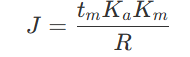 J = \frac{t_m K_a K_m}{R}